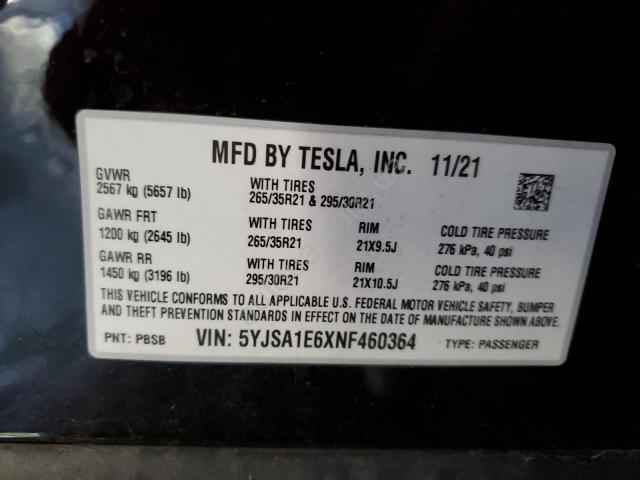 MFD BY TESLA, INC. 11/21
GVWR
2567 kg (5657 lb)
WITH TIRES
265/35R21 & 295/30R21
GAWR FRT
1200 kg (2645 lb)
WITH TIRES
265/35R21
RIM
21X9.5J
COLD TIRE PRESSURE
276 kPa, 40 psi
GAWR RR
1450 kg (3196 lb)
WITH TIRES
295/30R21
RIM
21X10.5J
COLD TIRE PRESSURE
276 kPa, 40 psi
THIS VEHICLE CONFORMS TO ALL APPLICABLE U.S. FEDERAL MOTOR VEHICLE SAFETY, BUMPER
AND THEFT PREVENTION STANDARDS IN EFFECT ON THE DATE OF MANUFACTURE SHOWN ABOVE.
PNT: PBSB VIN: 5YJSA1E6XNF460364 TYPE: PASSENGER